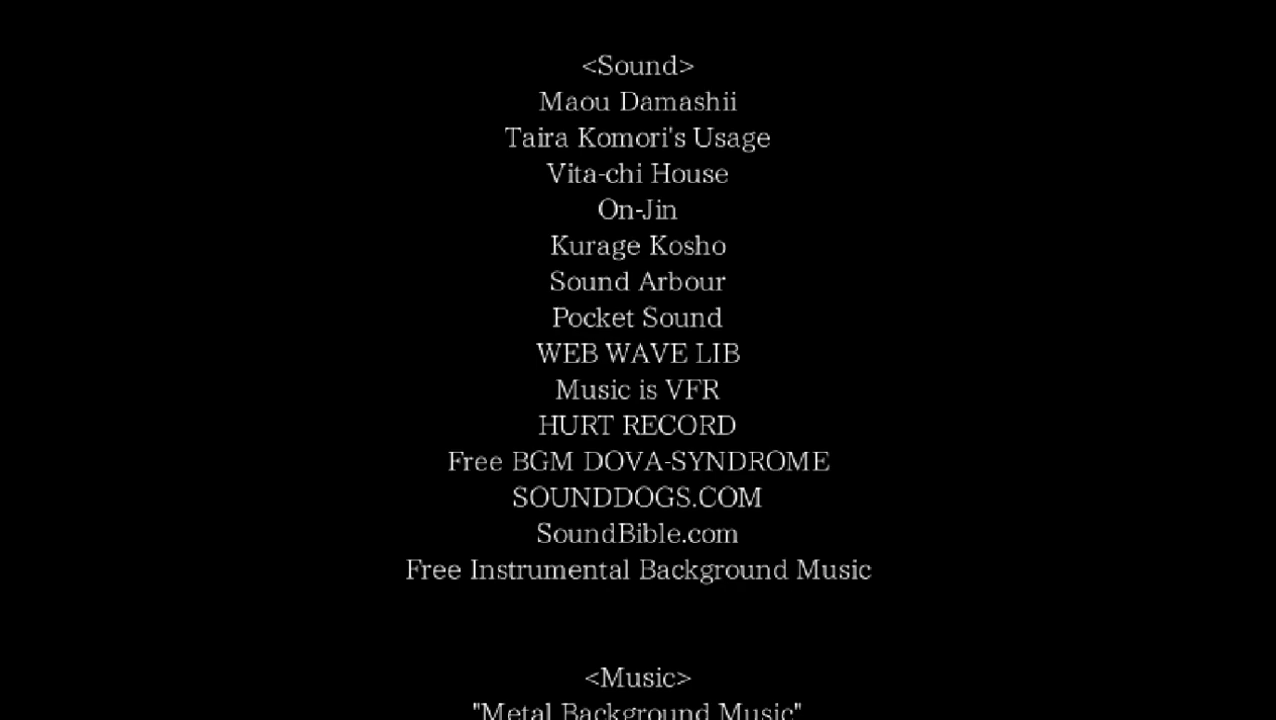 <Sound>
Maou Damashii
Taira Komori's Usage
Vita-chi House
On-Jin
Kurage Kosho
Sound Arbour
Pocket Sound
WEB WAVE LIB
Music is VFR
HURT RECORD
Free BGM DOVA-SYNDROME
SOUNDDOGS.COM
SoundBible.com
Free Instrumental Background Music
<Music>
"Metal Background Music"